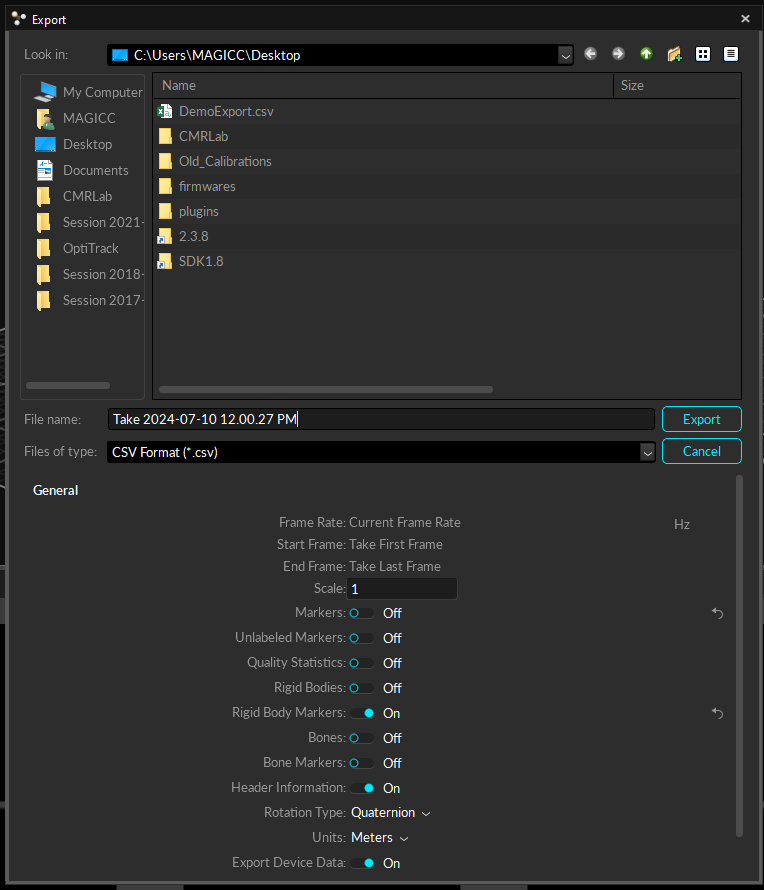 Export
Look in: C:\Users\MAGICC\Desktop
My Computer
MAGICC
Desktop
Documents
CMRLab
Session 2021-
OptiTrack
Session 2018-
Session 2017-
Name Size
DemoExport.csv
CMRLab
Old_Calibrations
firmwares
plugins
2.3.8
SDK1.8
File name: Take 2024-07-10 12.00.27 PM Export
Files of type: CSV Format (*.csv) Cancel
General
Frame Rate: Current Frame Rate Hz
Start Frame: Take First Frame
End Frame: Take Last Frame
Scale: 1
Markers: Off
Unlabeled Markers: Off
Quality Statistics: Off
Rigid Bodies: Off
Rigid Body Markers: On
Bones: Off
Bone Markers: Off
Header Information: On
Rotation Type: Quaternion
Units: Meters
Export Device Data: On